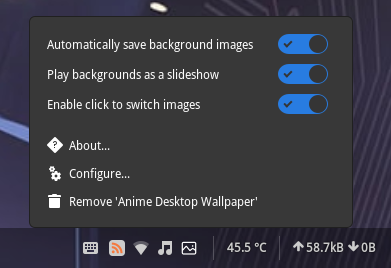 Automatically save background images
Play backgrounds as a slideshow
Enable click to switch images
About...
Configure...
Remove 'Anime Desktop Wallpaper'
45.5 °C 58.7kB 0B